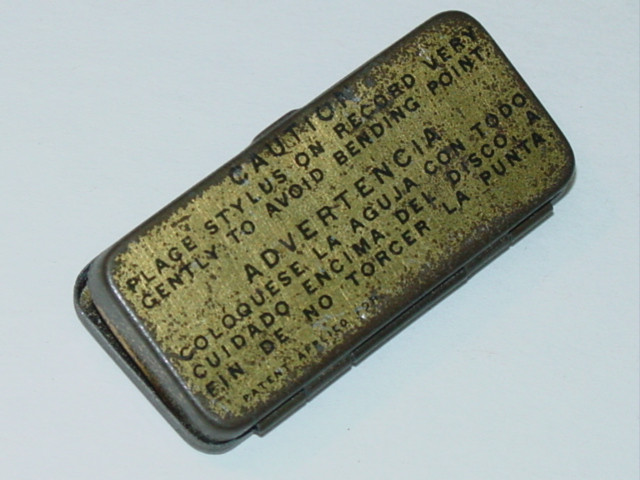 CAUTION
PLACE STYLUS ON RECORD VERY
GENTLY TO AVOID BENDING POINT
ADVERTENCIA
COLOQUESE LA AGUJA CON TODO
CUIDADO ENCIMA DEL DISCO A
FIN DE NO TORCER LA PUNTA
PATENT